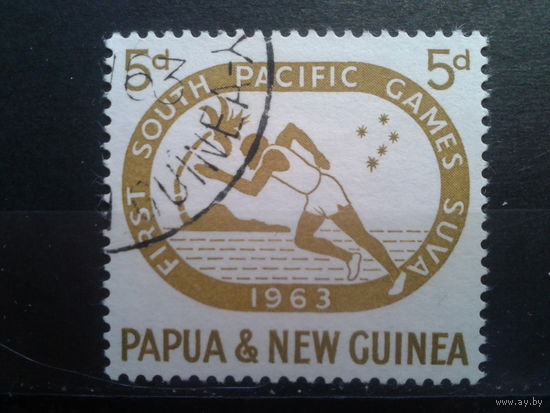 5d 5d
FIRST SOUTH PACIFIC GAMES SUVA
1963
PAPUA & NEW GUINEA
www.ay.by